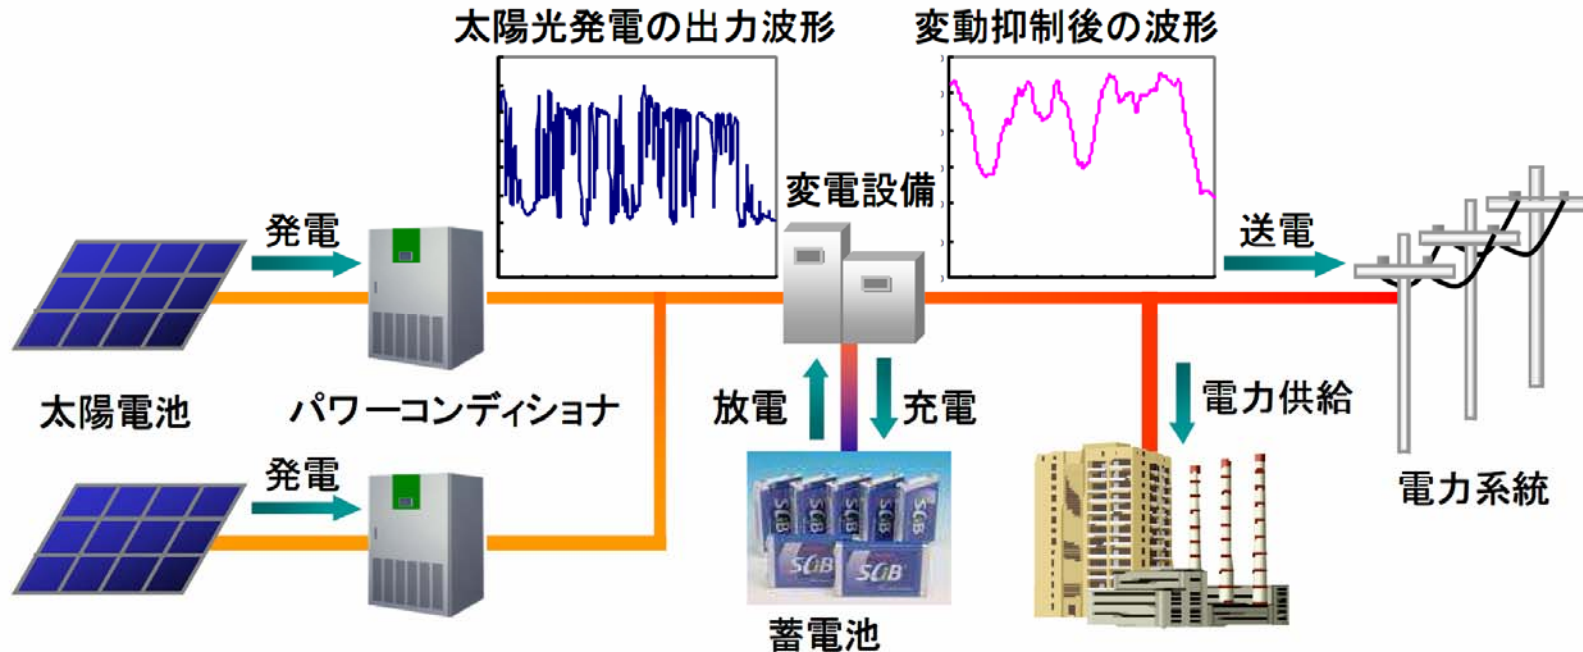 太陽光発電の出力波形
変動抑制後の波形
変電設備
発電
送電
太陽電池
パワーコンディショナ
放電
充電
電力供給
発電
電力系統
SCiB
SCiB
SCiB
SCiB
SCiB
SCiB
SCiB
蓄電池